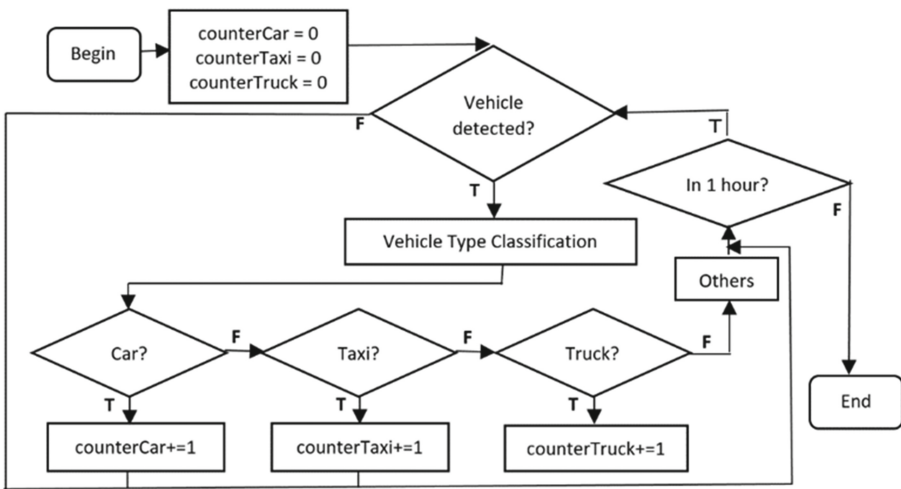 Begin
counterCar = 0
counterTaxi = 0
counterTruck = 0
Vehicle
detected?
F
T
In 1 hour?
T
F
Vehicle Type Classification
Others
Car?
F
Taxi?
F
Truck?
F
T
T
T
End
counterCar+=1
counterTaxi+=1
counterTruck+=1